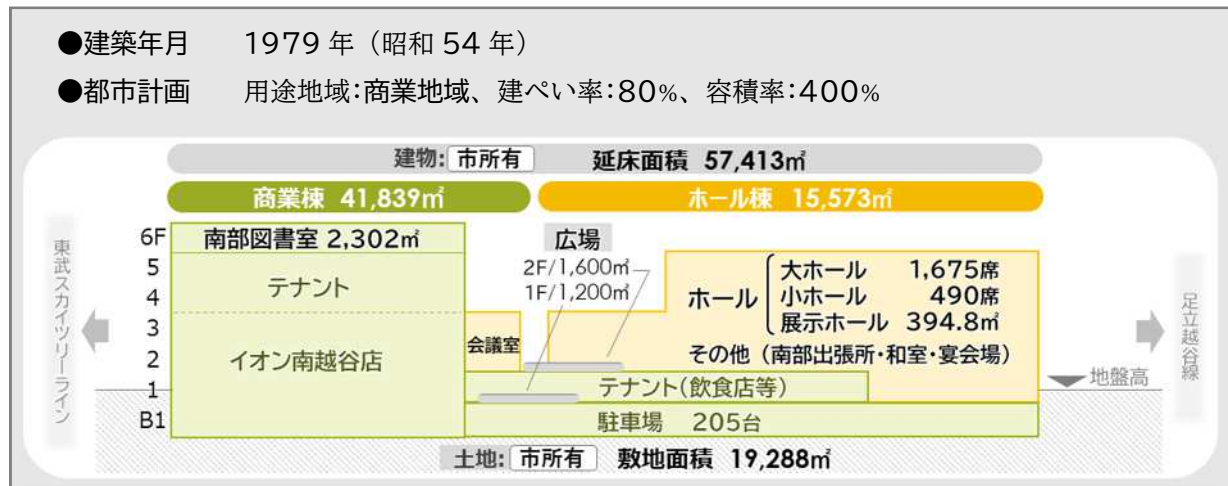 ●建築年月 1979 年（昭和 54 年）
●都市計画 用途地域:商業地域、建ぺい率:80%、容積率:400%
建物: 市所有 延床面積 57,413㎡
商業棟 41,839㎡
ホール棟 15,573㎡
東武スカイツリーライン
6F
5
4
3
2
1
B1
南部図書室 2,302㎡
テナント
イオン南越谷店
会議室
広場
2F/1,600㎡
1F/1,200㎡
ホール
大ホール 1,675席
小ホール 490席
展示ホール 394.8㎡
その他（南部出張所・和室・宴会場）
テナント(飲食店等)
駐車場 205台
地盤高
足立越谷線
土地: 市所有 敷地面積 19,288㎡